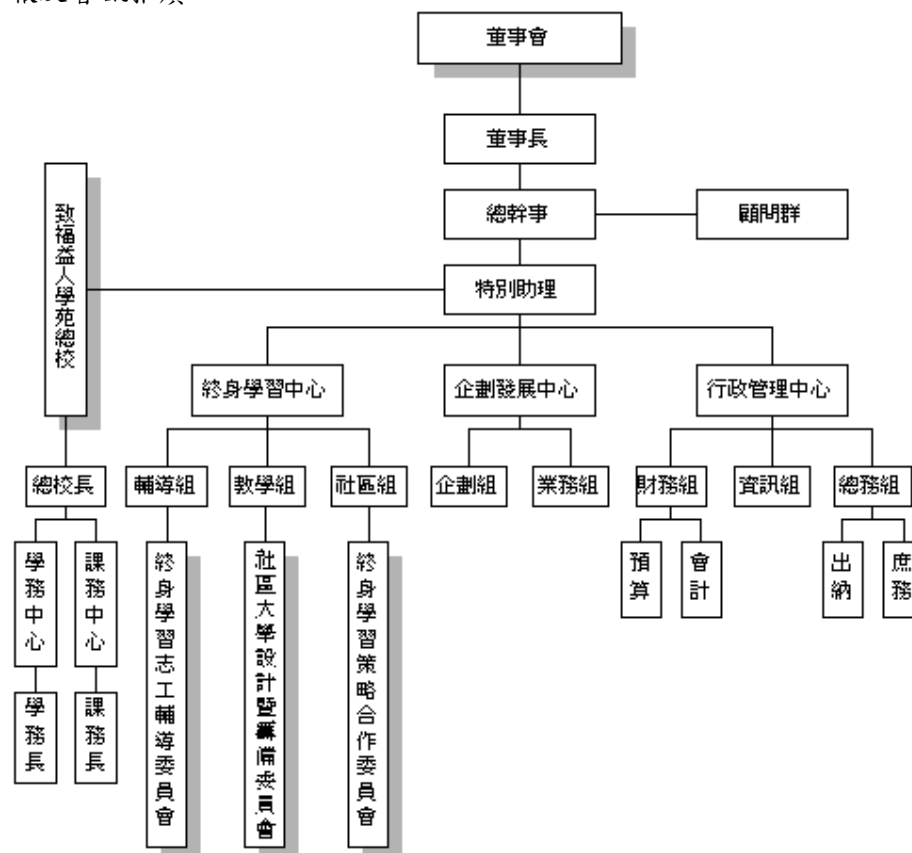 董事會
董事長
總幹事
顧問群
特別助理
致福益人學苑總校
終身學習中心
企劃發展中心
行政管理中心
總校長
輔導組
教學組
社區組
企劃組
業務組
財務組
資訊組
總務組
學務中心
課務中心
終身學習志工輔導委員會
社區大學設計暨籌備委員會
終身學習策略合作委員會
預算
會計
出納
庶務
學務長
課務長